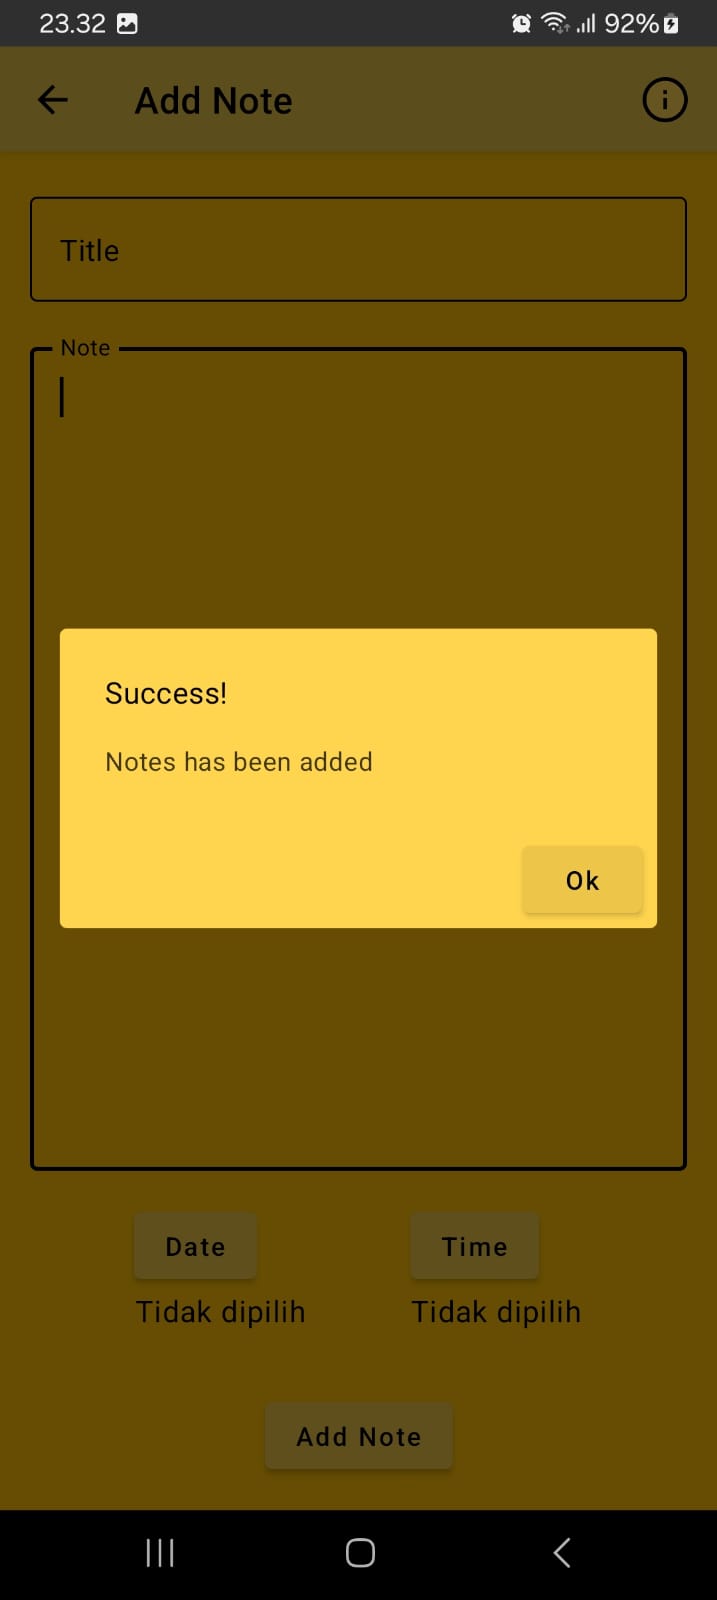 23.32 92%
Add Note
Title
Note
Success!
Notes has been added
Ok
Date Time
Tidak dipilih Tidak dipilih
Add Note